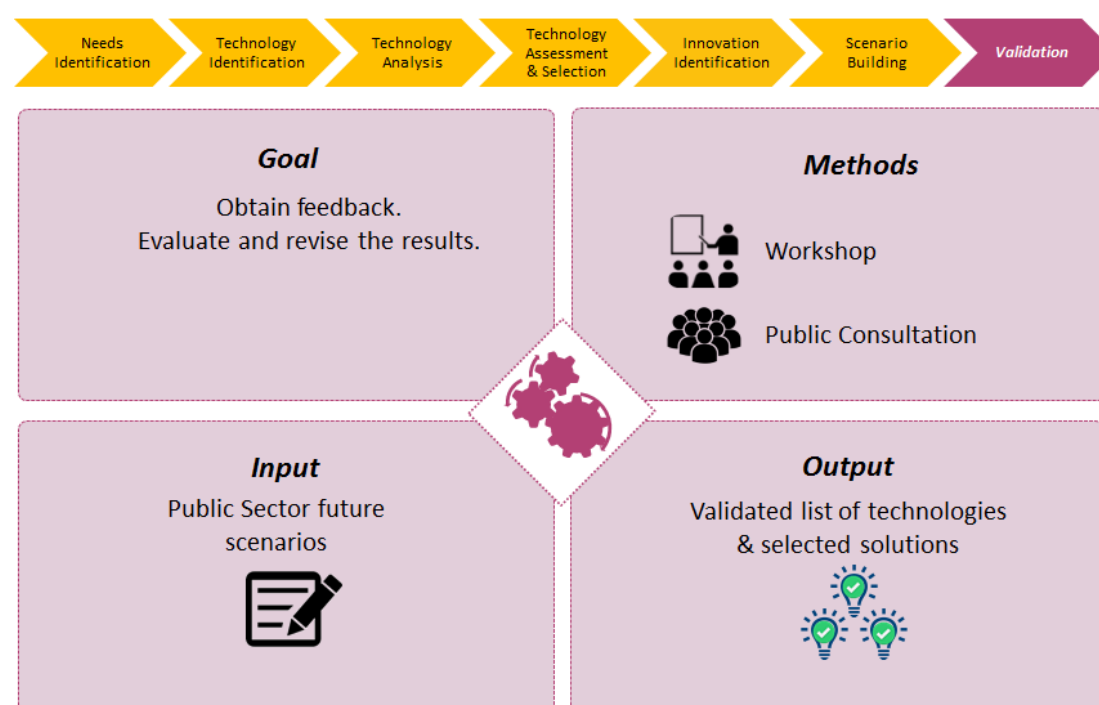 Needs
Identification
Technology
Identification
Technology
Analysis
Technology
Assessment
& Selection
Innovation
Identification
Scenario
Building
Validation
Goal
Obtain feedback.
Evaluate and revise the results.
Methods
Workshop
Public Consultation
Input
Public Sector future
scenarios
Output
Validated list of technologies
& selected solutions